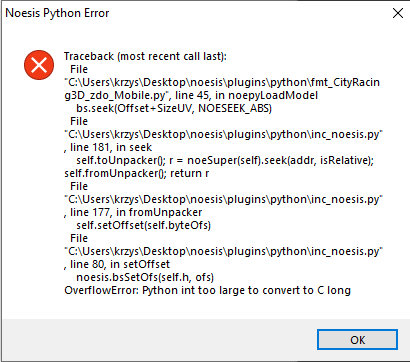 Noesis Python Error
Traceback (most recent call last):
File
"C:\Users\krzys\Desktop\noesis\plugins\python\fmt_CityRacin
g3D_zdo_Mobile.py", line 45, in noepyLoadModel
bs.seek(Offset+SizeUV, NOESEEK_ABS)
File
"C:\Users\krzys\Desktop\noesis\plugins\python\inc_noesis.py"
, line 181, in seek
self.toUnpacker(); r = noeSuper(self).seek(addr, isRelative);
self.fromUnpacker(); return r
File
"C:\Users\krzys\Desktop\noesis\plugins\python\inc_noesis.py"
, line 177, in fromUnpacker
self.setOffset(self.byteOfs)
File
"C:\Users\krzys\Desktop\noesis\plugins\python\inc_noesis.py"
, line 80, in setOffset
noesis.bsSetOfs(self.h, ofs)
OverflowError: Python int too large to convert to C long
OK